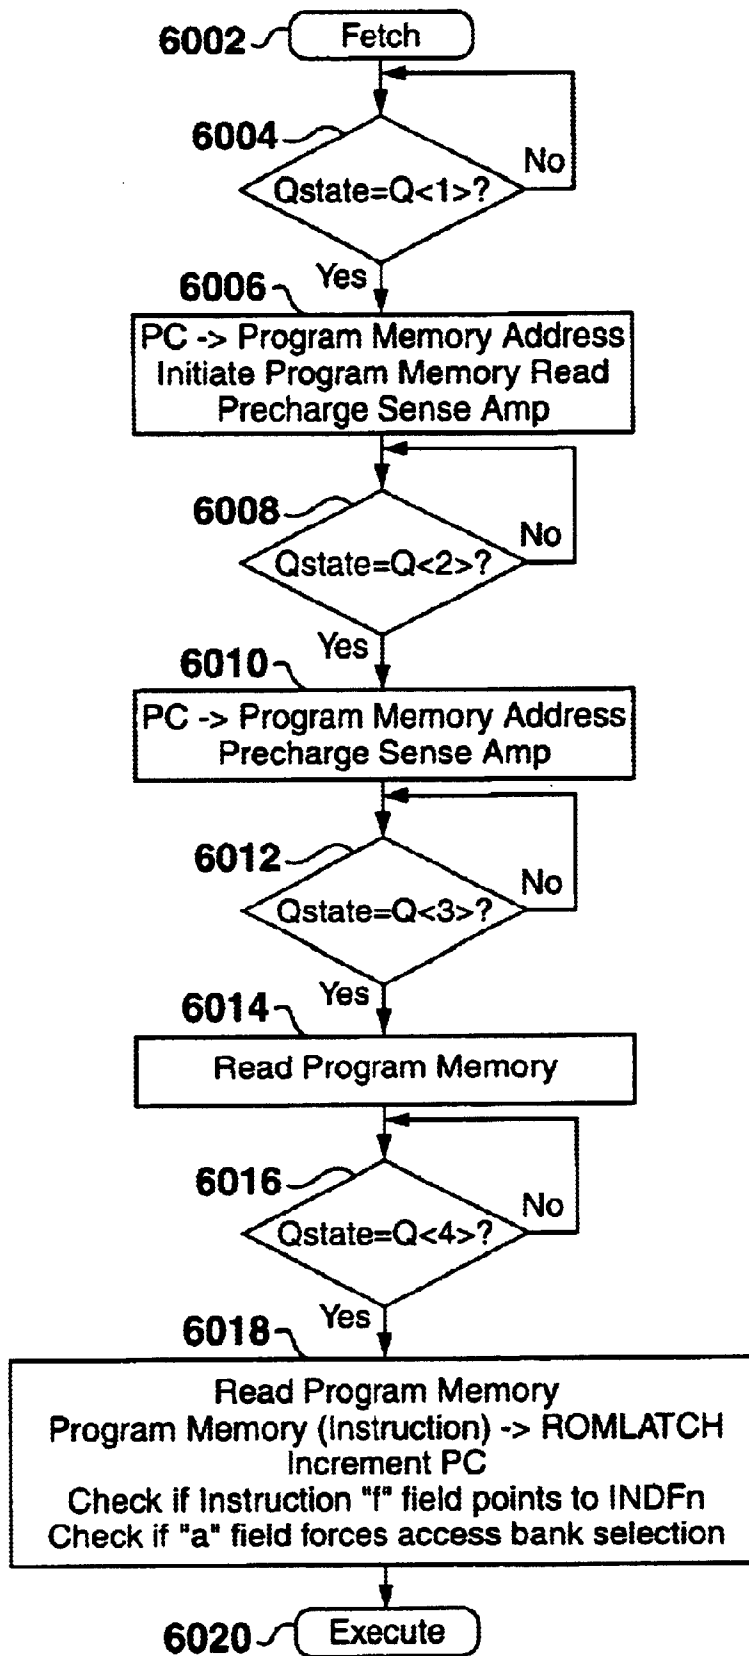 6002 Fetch
6004
No
Qstate=Q<1>?
Yes
6006
PC -> Program Memory Address
Initiate Program Memory Read
Precharge Sense Amp
6008
No
Qstate=Q<2>?
Yes
6010
PC -> Program Memory Address
Precharge Sense Amp
6012
No
Qstate=Q<3>?
Yes
6014
Read Program Memory
6016
No
Qstate=Q<4>?
Yes
6018
Read Program Memory
Program Memory (Instruction) -> ROMLATCH
Increment PC
Check if Instruction "f" field points to INDFn
Check if "a" field forces access bank selection
6020 Execute